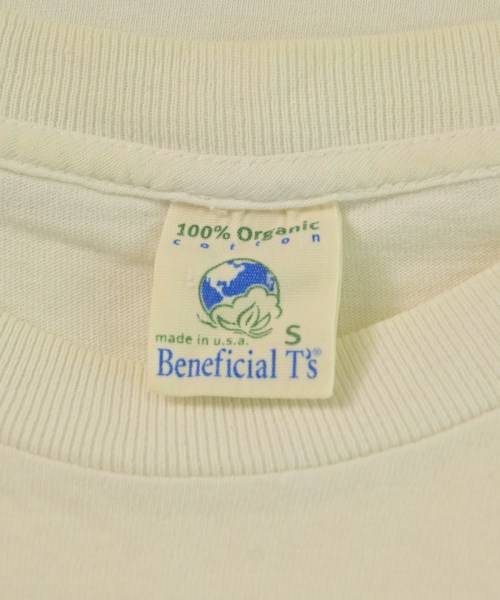 100% Organic
cotton
made in u.s.a. S
Beneficial T's®